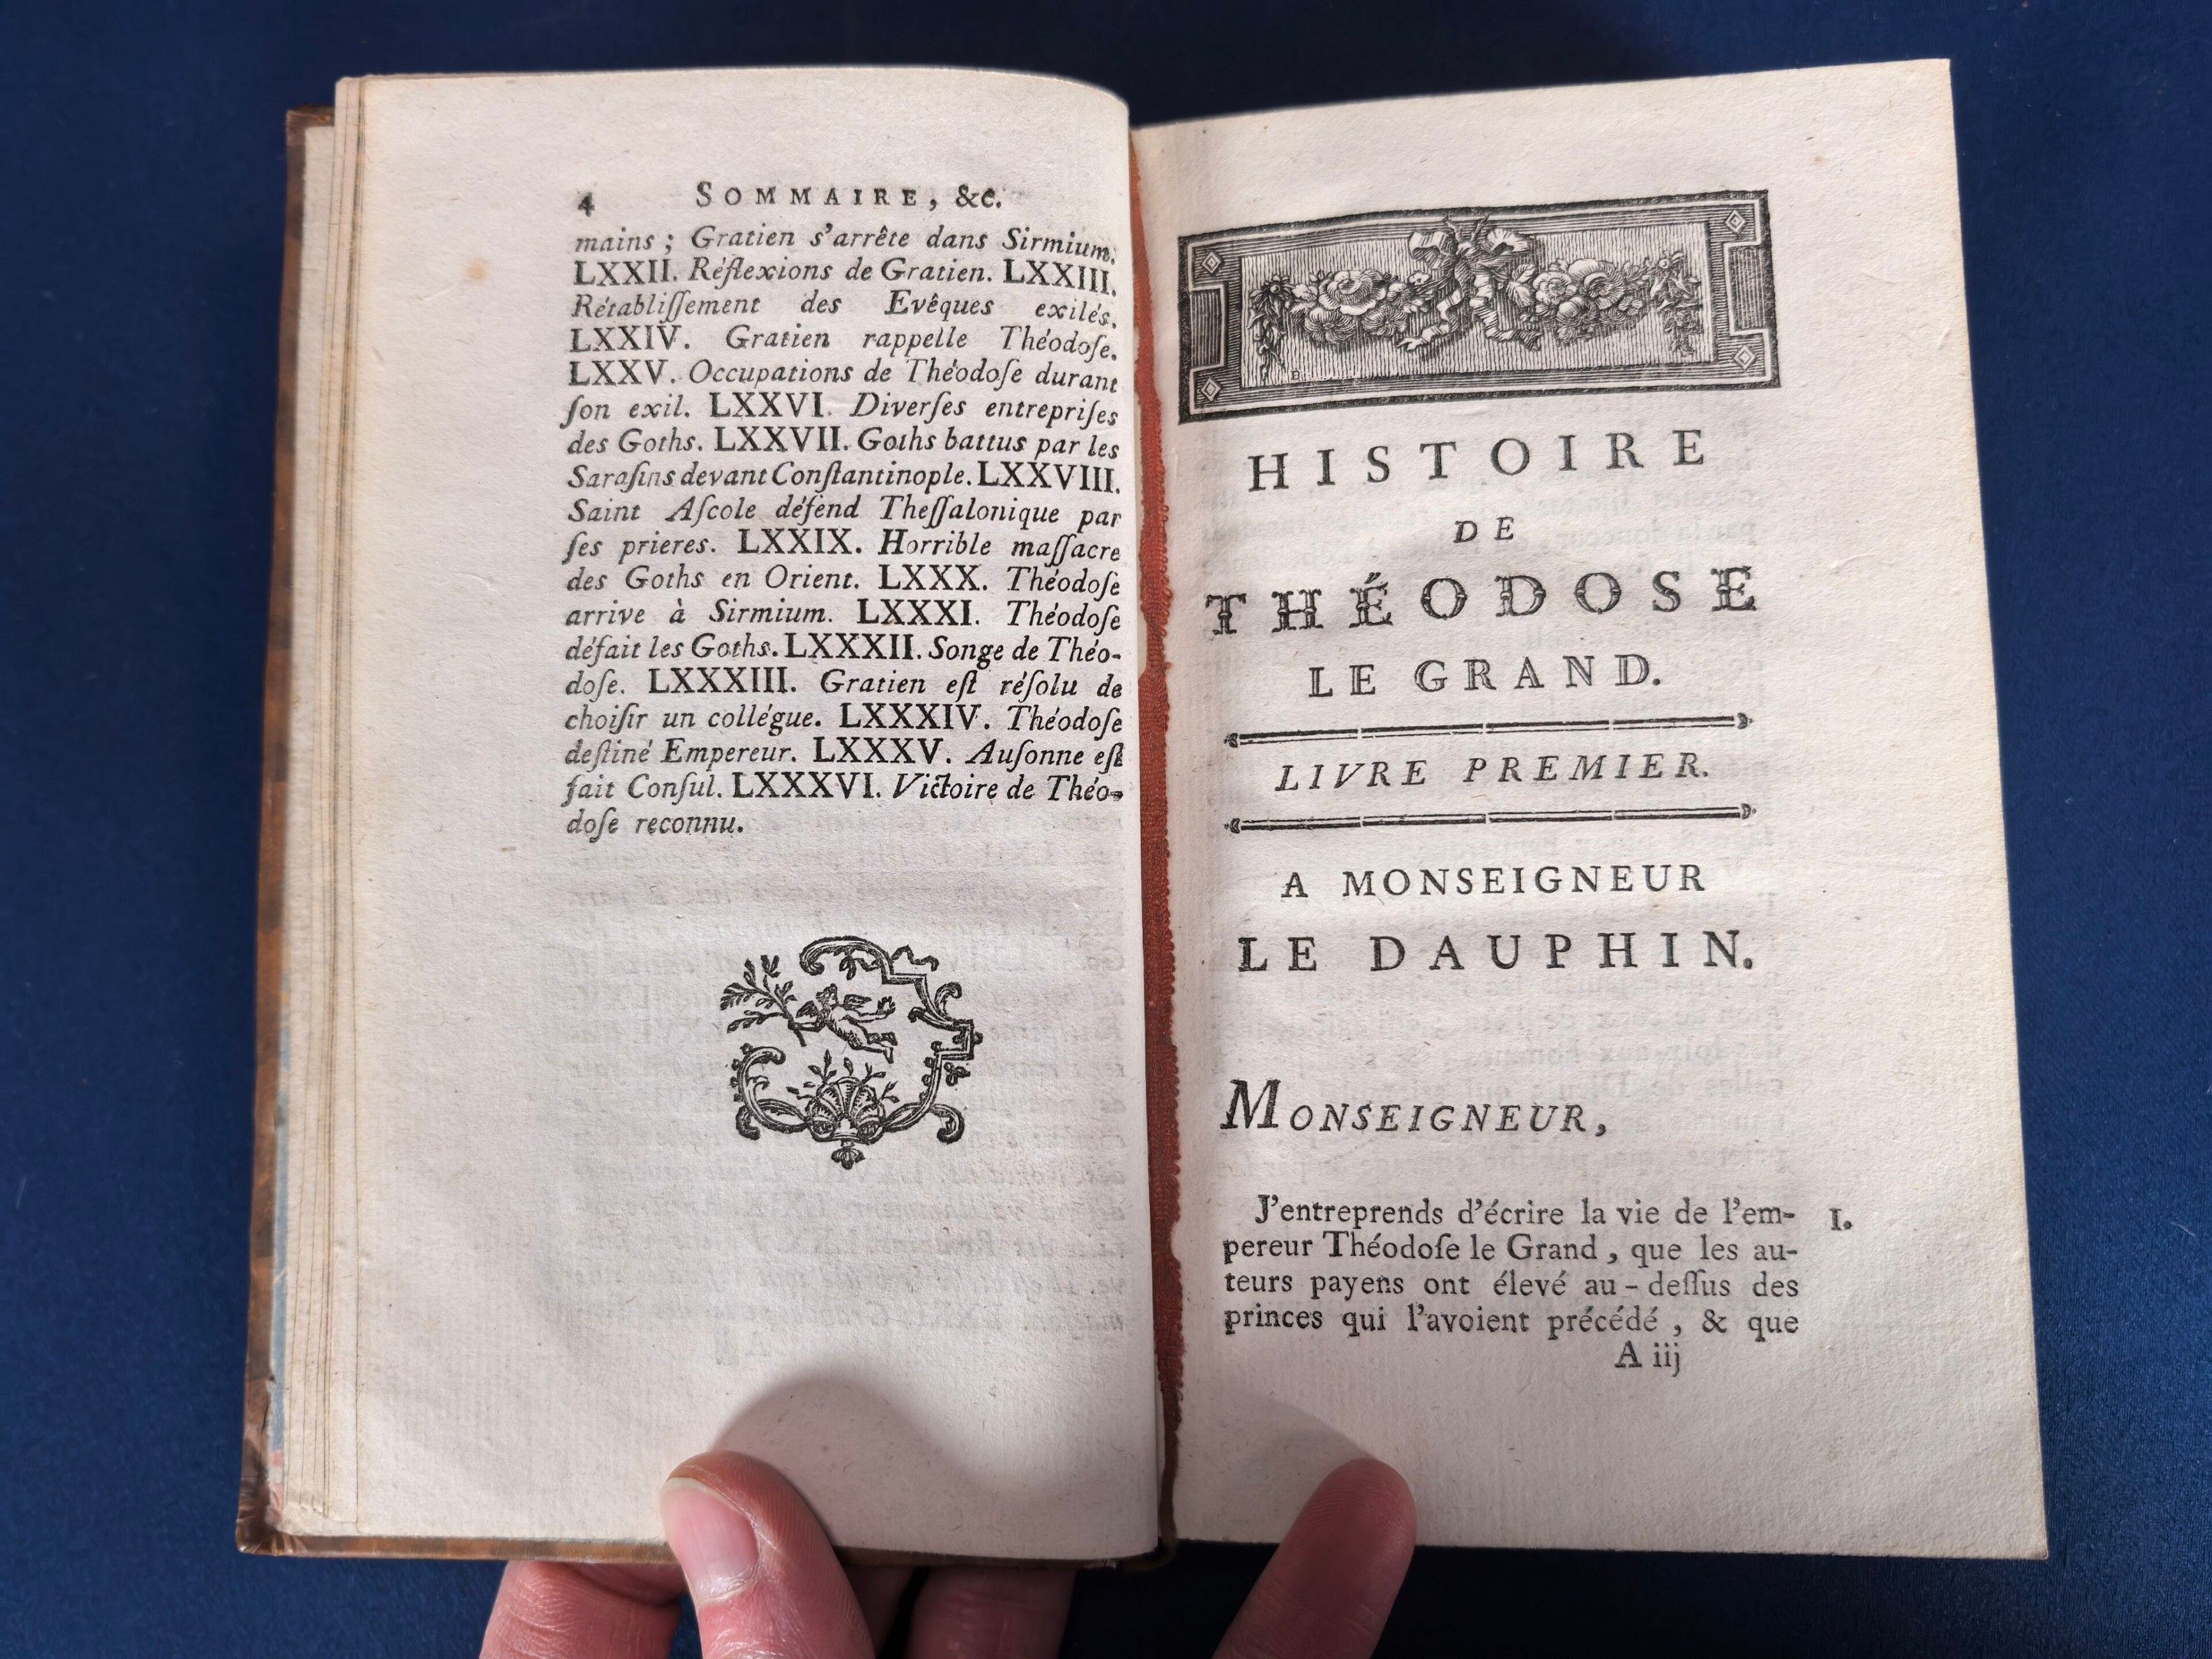 4 SOMMAIRE, &c.
mains ; Gratien s'arrête dans Sirmium.
LXXII. Réflexions de Gratien. LXXIII.
Rétabliſſement des Evêques exilés.
LXXIV. Gratien rappelle Théodoſe.
LXXV. Occupations de Théodoſe durant
ſon exil. LXXVI. Diverſes entrepriſes
des Goths. LXXVII. Goths battus par les
Saraſins devant Conſtantinople. LXXVIII.
Saint Aſcole défend Theſſalonique par
ſes prieres. LXXIX. Horrible maſſacre
des Goths en Orient. LXXX. Théodoſe
arrive à Sirmium. LXXXI. Théodoſe
défait les Goths. LXXXII. Songe de Théo-
doſe. LXXXIII. Gratien eſt réſolu de
choiſir un collégue. LXXXIV. Théodoſe
deſtiné Empereur. LXXXV. Auſonne eſt
fait Conſul. LXXXVI. Victoire de Théo-
doſe reconnu.
HISTOIRE
DE
THÉODOSE
LE GRAND.
LIVRE PREMIER.
A MONSEIGNEUR
LE DAUPHIN.
MONSEIGNEUR,
J'entreprends d'écrire la vie de l'em- I.
pereur Théodoſe le Grand , que les au-
teurs payens ont élevé au-deſſus des
princes qui l'avoient précédé , & que
A iij